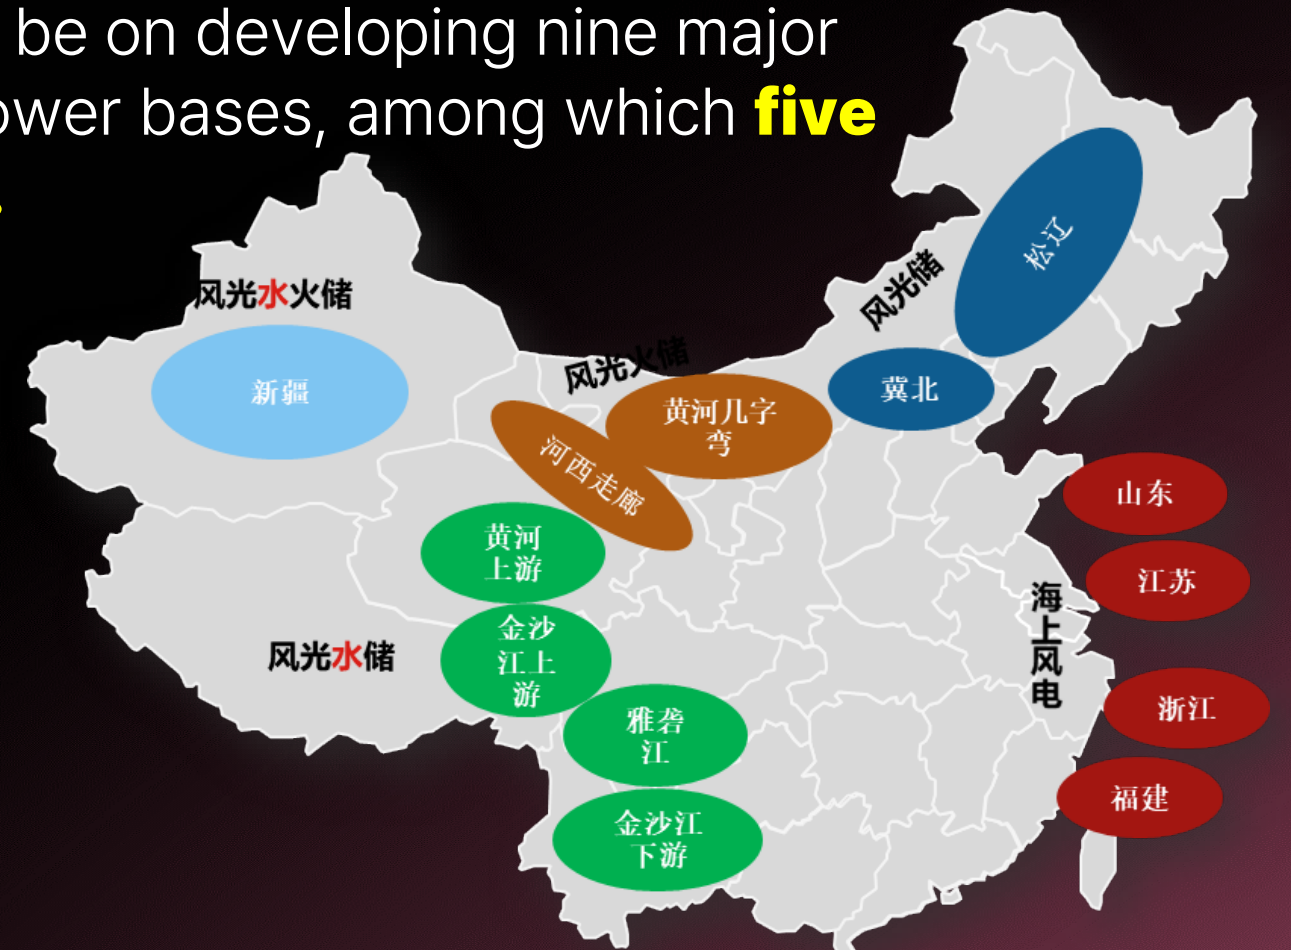 be on developing nine major
ower bases, among which five
.
风光水火储
新疆
风光火储
黄河几字
弯
河西走廊
风光储
松辽
冀北
黄河
上游
金沙
江上
游
雅砻
江
金沙江
下游
风光水储
山东
江苏
浙江
福建
海上风电